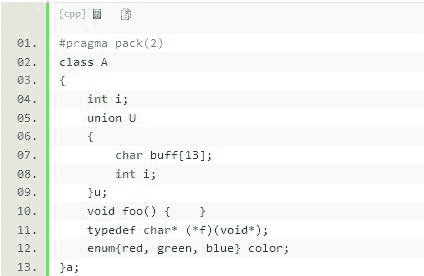 [cpp]
01. #pragma pack(2)
02. class A
03. {
04.     int i;
05.     union U
06.     {
07.         char buff[13];
08.         int i;
09.     }u;
10.     void foo() {    }
11.     typedef char* (*f)(void*);
12.     enum{red, green, blue} color;
13. }a;